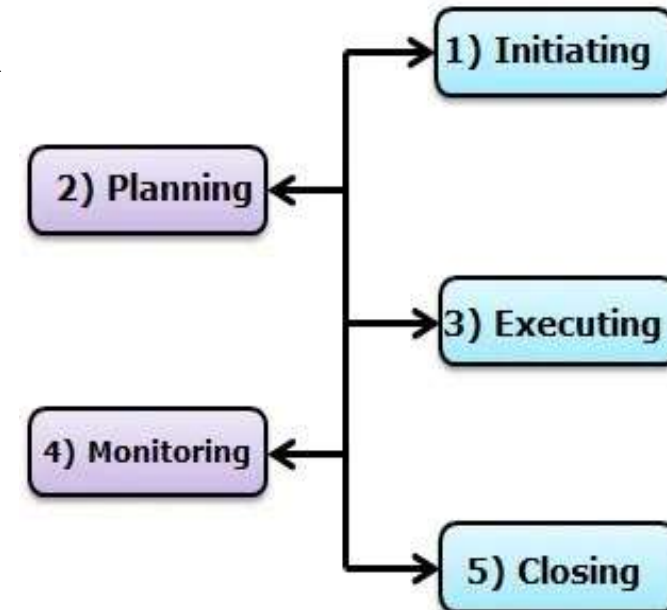 1) Initiating
2) Planning
3) Executing
4) Monitoring
5) Closing